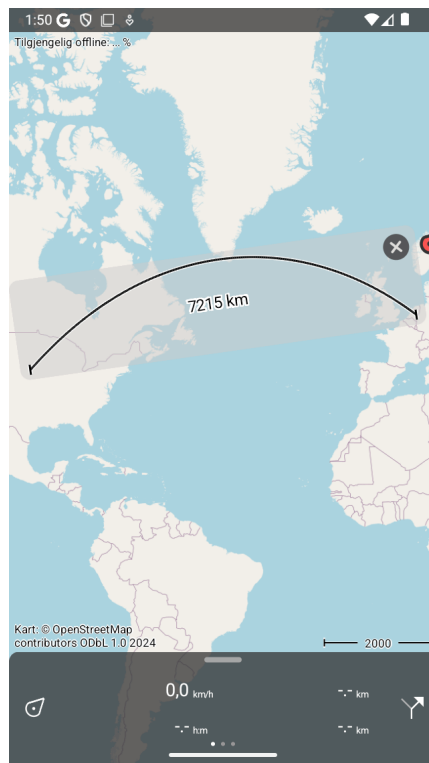 1:50
Tilgjengelig offline: ... %
7215 km
Kart: © OpenStreetMap
contributors ODbL 1.0 2024
2000
0,0 km/h
-.- km
-.- h:m
-.- km